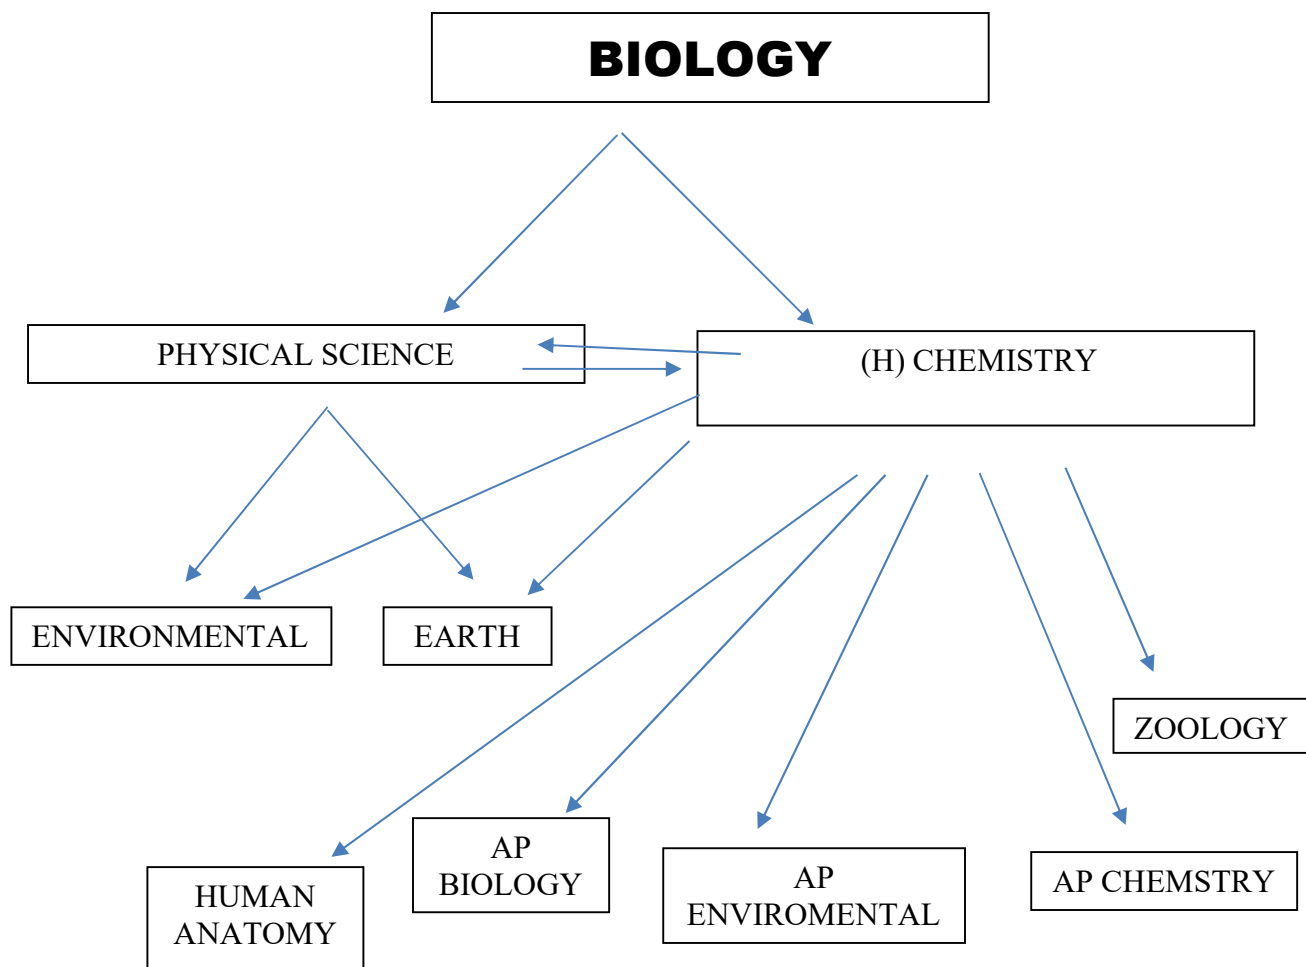 BIOLOGY
PHYSICAL SCIENCE
(H) CHEMISTRY
ENVIRONMENTAL
EARTH
ZOOLOGY
AP
BIOLOGY
AP
ENVIROMENTAL
AP CHEMSTRY
HUMAN
ANATOMY